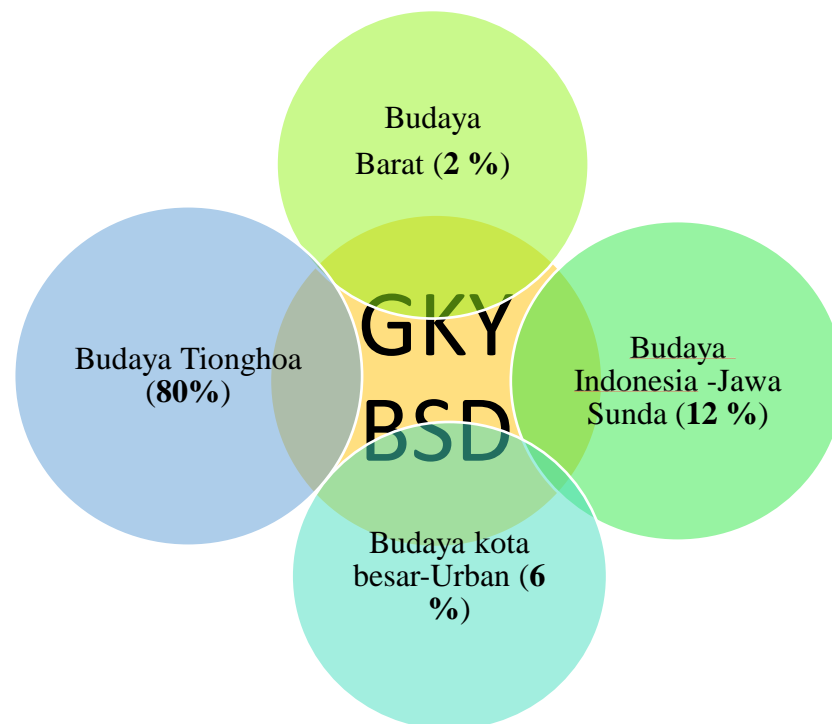 Budaya
Barat (2 %)
GKY
BSD
Budaya Tionghoa
(80%)
Budaya
Indonesia -Jawa
Sunda (12 %)
Budaya kota
besar-Urban (6
%)